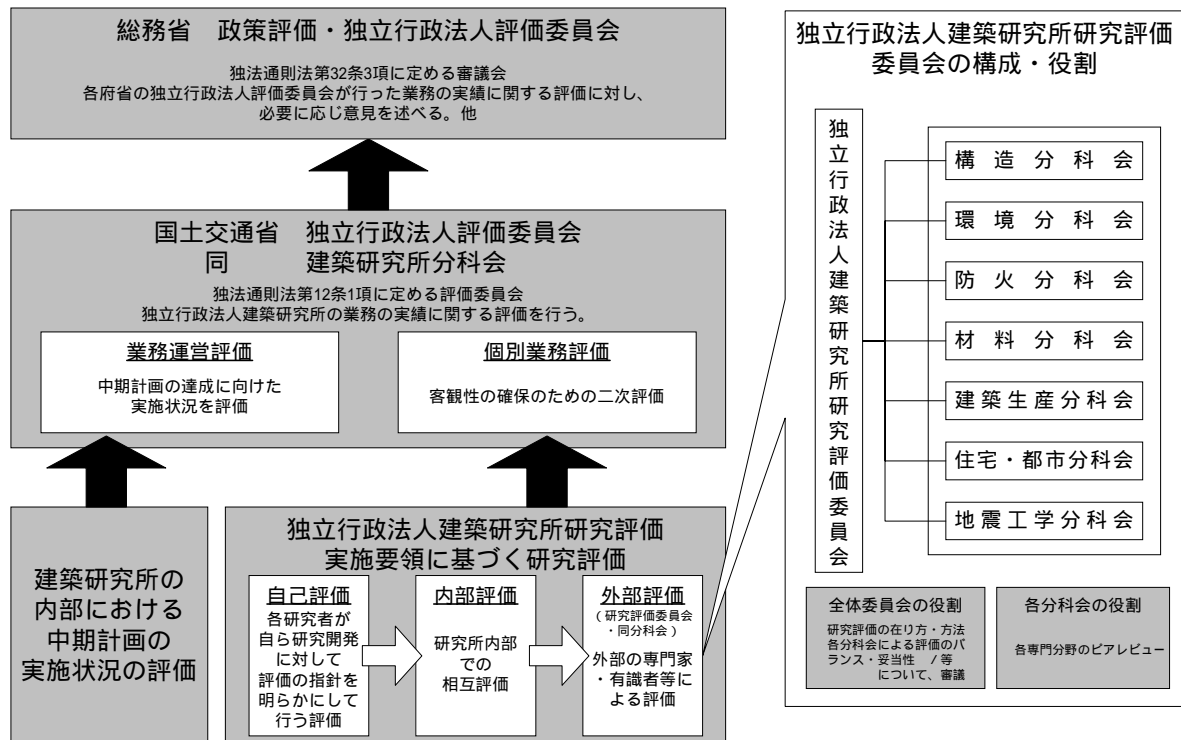 総務省　政策評価・独立行政法人評価委員会
独法通則法第32条3項に定める審議会
各府省の独立行政法人評価委員会が行った業務の実績に関する評価に対し、
必要に応じ意見を述べる。他
国土交通省　独立行政法人評価委員会
同　　　　建築研究所分科会
独法通則法第12条1項に定める評価委員会
独立行政法人建築研究所の業務の実績に関する評価を行う。
業務運営評価
中期計画の達成に向けた
実施状況を評価
個別業務評価
客観性の確保のための二次評価
建築研究所の
内部における
中期計画の
実施状況の評価
独立行政法人建築研究所研究評価
実施要領に基づく研究評価
自己評価
各研究者が
自ら研究開発
に対して
評価の指針を
明らかにして
行う評価
内部評価
研究所内部
での
相互評価
外部評価
（研究評価委員会
・同分科会）
外部の専門家
・有識者等に
よる評価
独立行政法人建築研究所研究評価
委員会の構成・役割
独立行政法人建築研究所研究評価委員会
構造分科会
環境分科会
防火分科会
材料分科会
建築生産分科会
住宅・都市分科会
地震工学分科会
全体委員会の役割
研究評価の在り方・方法
各分科会による評価のバ
ランス・妥当性　/ 等
について、審議
各分科会の役割
各専門分野のピアレビュー